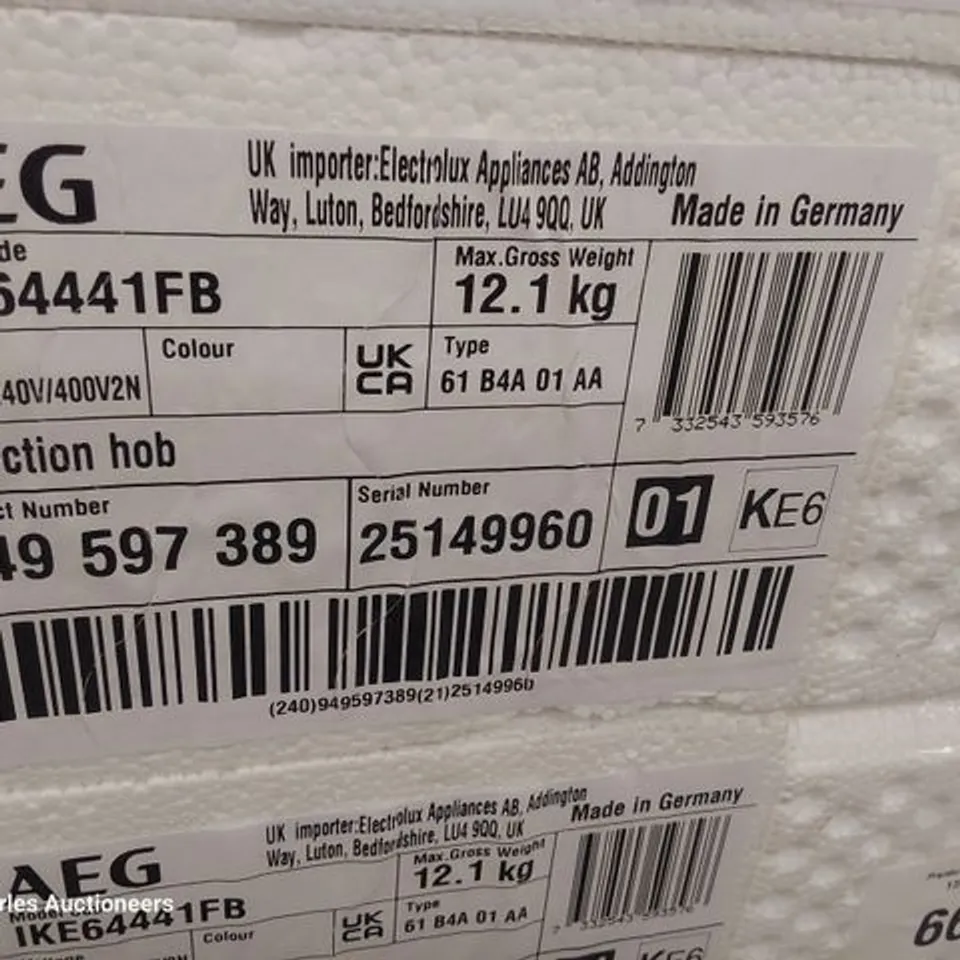 EG
UK importer:Electrolux Appliances AB, Addington
Way, Luton, Bedfordshire, LU4 9QQ, UK
Made in Germany
de
64441FB
Max.Gross Weight
12.1 kg
40V/400V2N
Colour
UK
CA
Type
61 B4A 01 AA
7 332543 593576
ction hob
ct Number
49 597 389
Serial Number
25149960
01
KE6
(240)949597389(21)25149960
AEG
UK importer:Electrolux Appliances AB, Addington
Way, Luton, Bedfordshire, LU4 9QQ, UK
Made in Germany
rles Auctioneers
IKE64441FB
Max.Gross Weight
12.1 kg
Colour
UK
CA
Type
61 B4A 01 AA
7 332543 593576
KE6